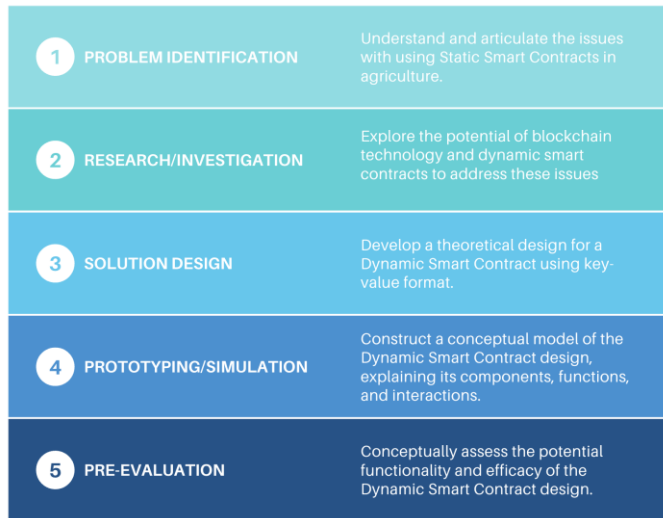 1 PROBLEM IDENTIFICATION
Understand and articulate the issues
with using Static Smart Contracts in
agriculture.
2 RESEARCH/INVESTIGATION
Explore the potential of blockchain
technology and dynamic smart
contracts to address these issues
3 SOLUTION DESIGN
Develop a theoretical design for a
Dynamic Smart Contract using key-
value format.
4 PROTOTYPING/SIMULATION
Construct a conceptual model of the
Dynamic Smart Contract design,
explaining its components, functions,
and interactions.
5 PRE-EVALUATION
Conceptually assess the potential
functionality and efficacy of the
Dynamic Smart Contract design.